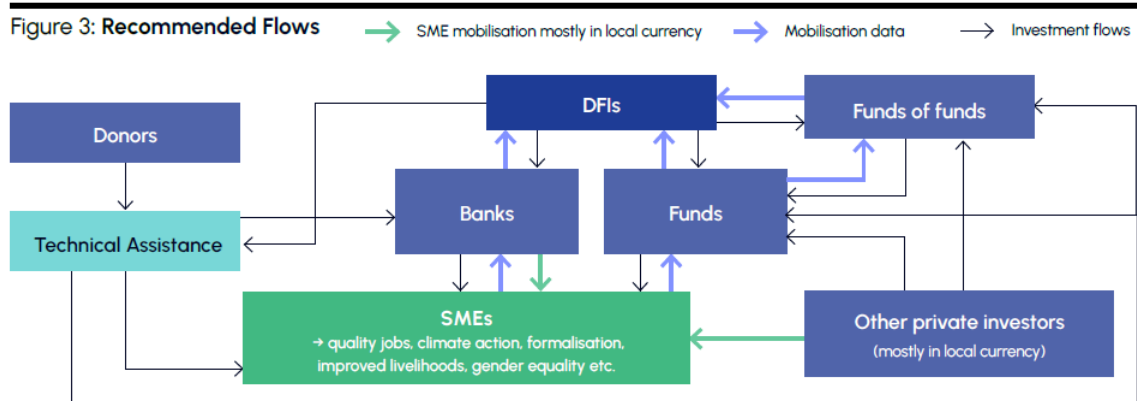 Figure 3: Recommended Flows
SME mobilisation mostly in local currency
Mobilisation data
Investment flows
DFIs
Funds of funds
Donors
Banks
Funds
Technical Assistance
SMEs
→ quality jobs, climate action, formalisation,
improved livelihoods, gender equality etc.
Other private investors
(mostly in local currency)